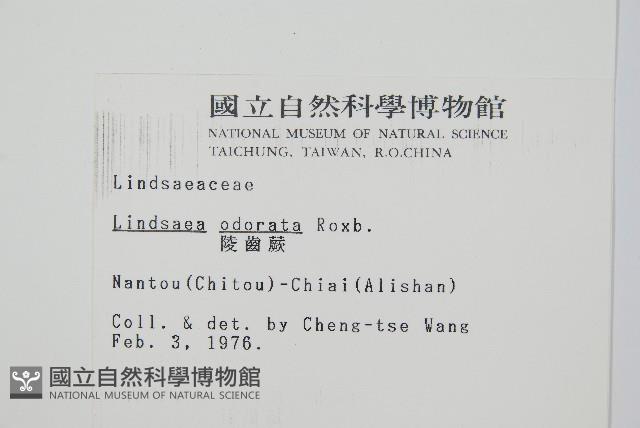 國立自然科學博物館
NATIONAL MUSEUM OF NATURAL SCIENCE
TAICHUNG, TAIWAN, R.O.CHINA
Lindsaeaceae
Lindsaea odorata Roxb.
陵齒蕨
Nantou(Chitou)-Chiai(Alishan)
Coll. & det. by Cheng-tse Wang
Feb. 3, 1976.
國立自然科學博物館
NATIONAL MUSEUM OF NATURAL SCIENCE